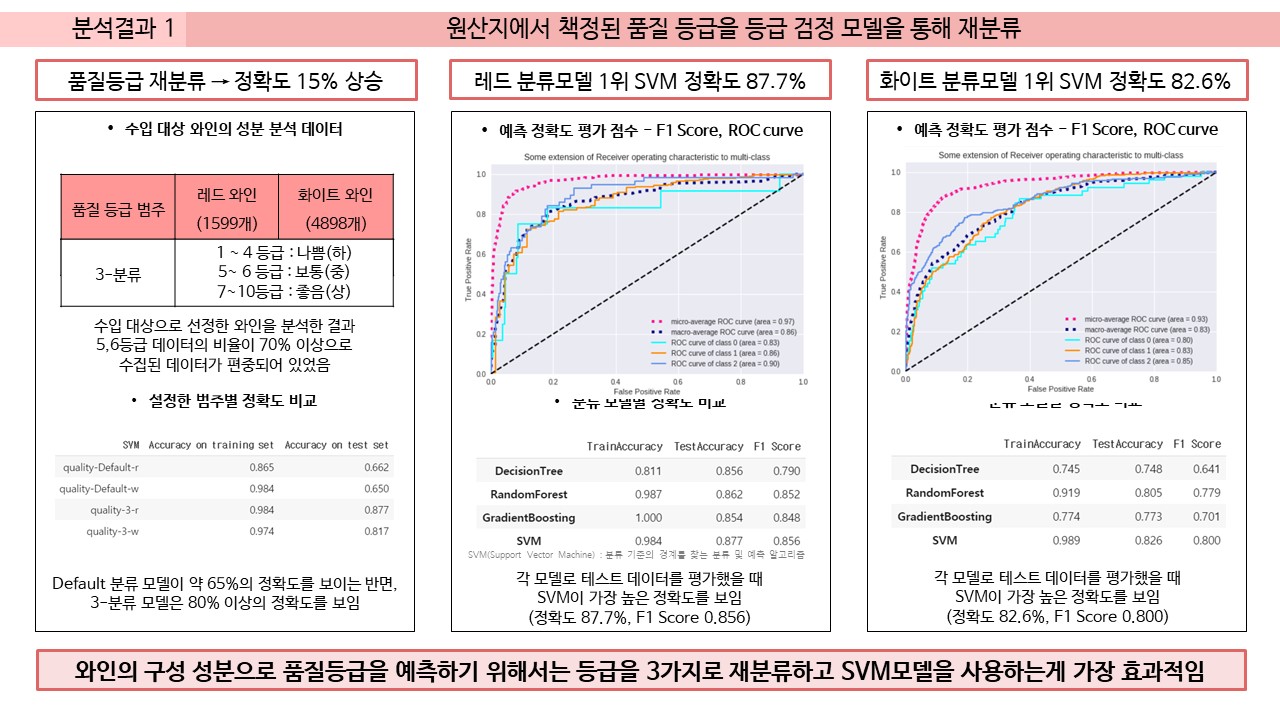 분석결과 1
원산지에서 책정된 품질 등급을 등급 검정 모델을 통해 재분류
품질등급 재분류 → 정확도 15% 상승
• 수입 대상 와인의 성분 분석 데이터
품질 등급 범주 레드 와인 (1599개) 화이트 와인 (4898개)
3-분류
1 ~ 4 등급 : 나쁨(하)
5~ 6 등급 : 보통(중)
7~10등급 : 좋음(상)
수입 대상으로 선정한 와인을 분석한 결과
5,6등급 데이터의 비율이 70% 이상으로
수집된 데이터가 편중되어 있었음
• 설정한 범주별 정확도 비교
SVM Accuracy on training set Accuracy on test set
quality-Default-r 0.865 0.662
quality-Default-w 0.984 0.650
quality-3-r 0.984 0.877
quality-3-w 0.974 0.817
Default 분류 모델이 약 65%의 정확도를 보이는 반면,
3-분류 모델은 80% 이상의 정확도를 보임
레드 분류모델 1위 SVM 정확도 87.7%
• 예측 정확도 평가 점수 - F1 Score, ROC curve
Some extension of Receiver operating characteristic to multi-class
1.0
0.8
0.6
0.4
0.2
0.0
True Positive Rate
micro-average ROC curve (area = 0.97)
macro-average ROC curve (area = 0.86)
ROC curve of class 0 (area = 0.83)
ROC curve of class 1 (area = 0.86)
ROC curve of class 2 (area = 0.90)
0.0 0.2 0.4 0.6 0.8 1.0
False Positive Rate
• 분류 모델별 정확도 비교
TrainAccuracy TestAccuracy F1 Score
DecisionTree 0.811 0.856 0.790
RandomForest 0.987 0.862 0.852
GradientBoosting 1.000 0.854 0.848
SVM 0.984 0.877 0.856
SVM(Support Vector Machine) : 분류 기준의 경계를 찾는 분류 및 예측 알고리즘
각 모델로 테스트 데이터를 평가했을 때
SVM이 가장 높은 정확도를 보임
(정확도 87.7%, F1 Score 0.856)
화이트 분류모델 1위 SVM 정확도 82.6%
• 예측 정확도 평가 점수 - F1 Score, ROC curve
Some extension of Receiver operating characteristic to multi-class
1.0
0.8
0.6
0.4
0.2
0.0
True Positive Rate
micro-average ROC curve (area = 0.93)
macro-average ROC curve (area = 0.83)
ROC curve of class 0 (area = 0.80)
ROC curve of class 1 (area = 0.83)
ROC curve of class 2 (area = 0.85)
0.0 0.2 0.4 0.6 0.8 1.0
False Positive Rate
TrainAccuracy TestAccuracy F1 Score
DecisionTree 0.745 0.748 0.641
RandomForest 0.919 0.805 0.779
GradientBoosting 0.774 0.773 0.701
SVM 0.989 0.826 0.800
각 모델로 테스트 데이터를 평가했을 때
SVM이 가장 높은 정확도를 보임
(정확도 82.6%, F1 Score 0.800)
와인의 구성 성분으로 품질등급을 예측하기 위해서는 등급을 3가지로 재분류하고 SVM모델을 사용하는게 가장 효과적임